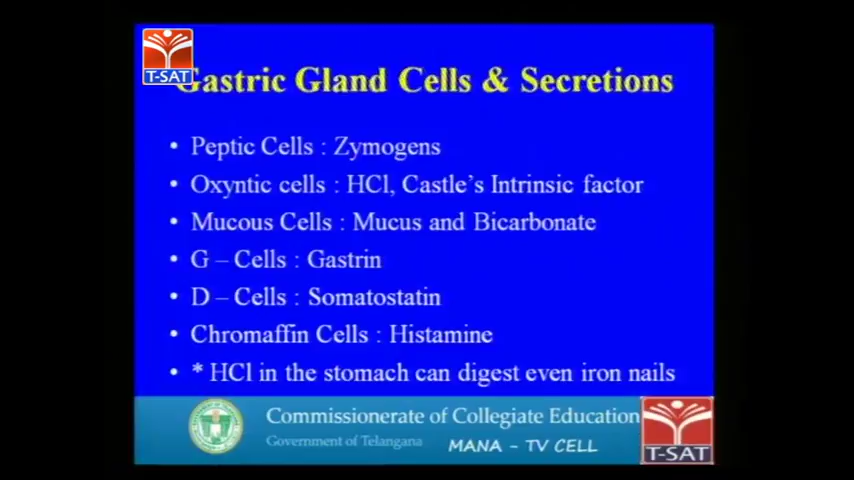 T-SAT
Gastric Gland Cells & Secretions
• Peptic Cells : Zymogens
• Oxyntic cells : HCl, Castle's Intrinsic factor
• Mucous Cells : Mucus and Bicarbonate
• G – Cells : Gastrin
• D – Cells : Somatostatin
• Chromaffin Cells : Histamine
• * HCl in the stomach can digest even iron nails
Commissionerate of Collegiate Education
Government of Telangana
MANA - TV CELL
T-SAT